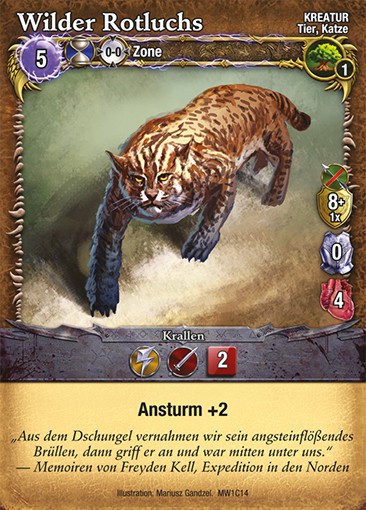 Wilder Rotluchs
KREATUR
Tier, Katze
5
0-0 Zone
1
8+
1x
0
4
Krallen
2
Ansturm +2
„Aus dem Dschungel vernahmen wir sein angsteinflößendes
Brüllen, dann griff er an und war mitten unter uns.“
— Memoiren von Freyden Kell, Expedition in den Norden
Illustration: Mariusz Gandzel. MW1C14